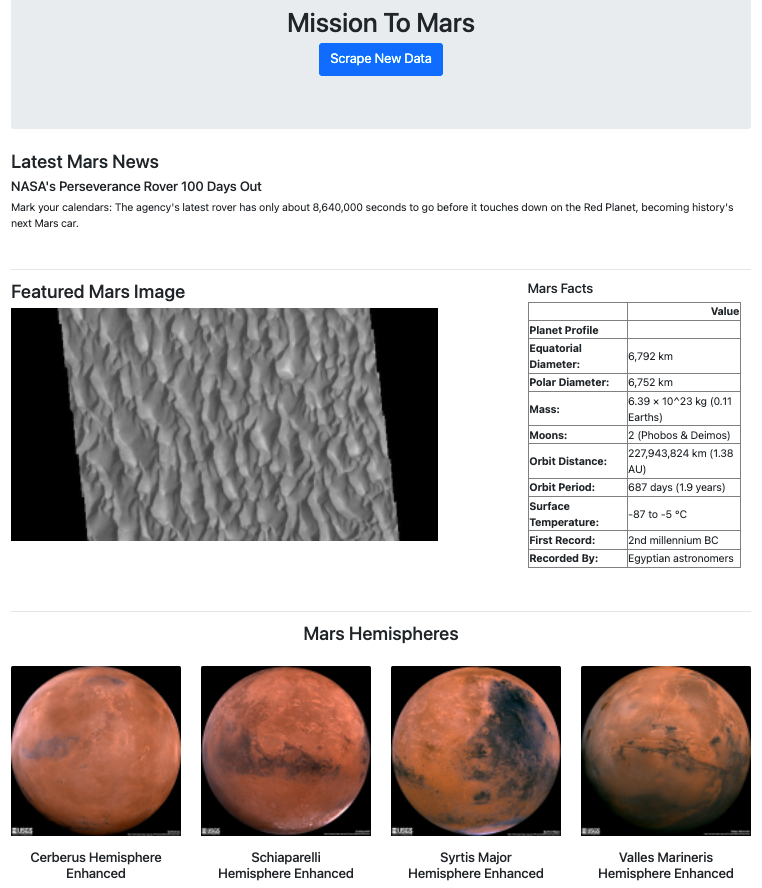 Mission To Mars
Scrape New Data
Latest Mars News
NASA's Perseverance Rover 100 Days Out
Mark your calendars: The agency's latest rover has only about 8,640,000 seconds to go before it touches down on the Red Planet, becoming history's
next Mars car.
Featured Mars Image
Mars Facts
Value
Planet Profile
Equatorial
Diameter:
6,792 km
Polar Diameter:
6,752 km
Mass:
6.39 × 10^23 kg (0.11
Earths)
Moons:
2 (Phobos & Deimos)
Orbit Distance:
227,943,824 km (1.38
AU)
Orbit Period:
687 days (1.9 years)
Surface
Temperature:
-87 to -5 °C
First Record:
2nd millennium BC
Recorded By:
Egyptian astronomers
Mars Hemispheres
USGS
USGS
USGS
USGS
Cerberus Hemisphere
Enhanced
Schiaparelli
Hemisphere Enhanced
Syrtis Major
Hemisphere Enhanced
Valles Marineris
Hemisphere Enhanced